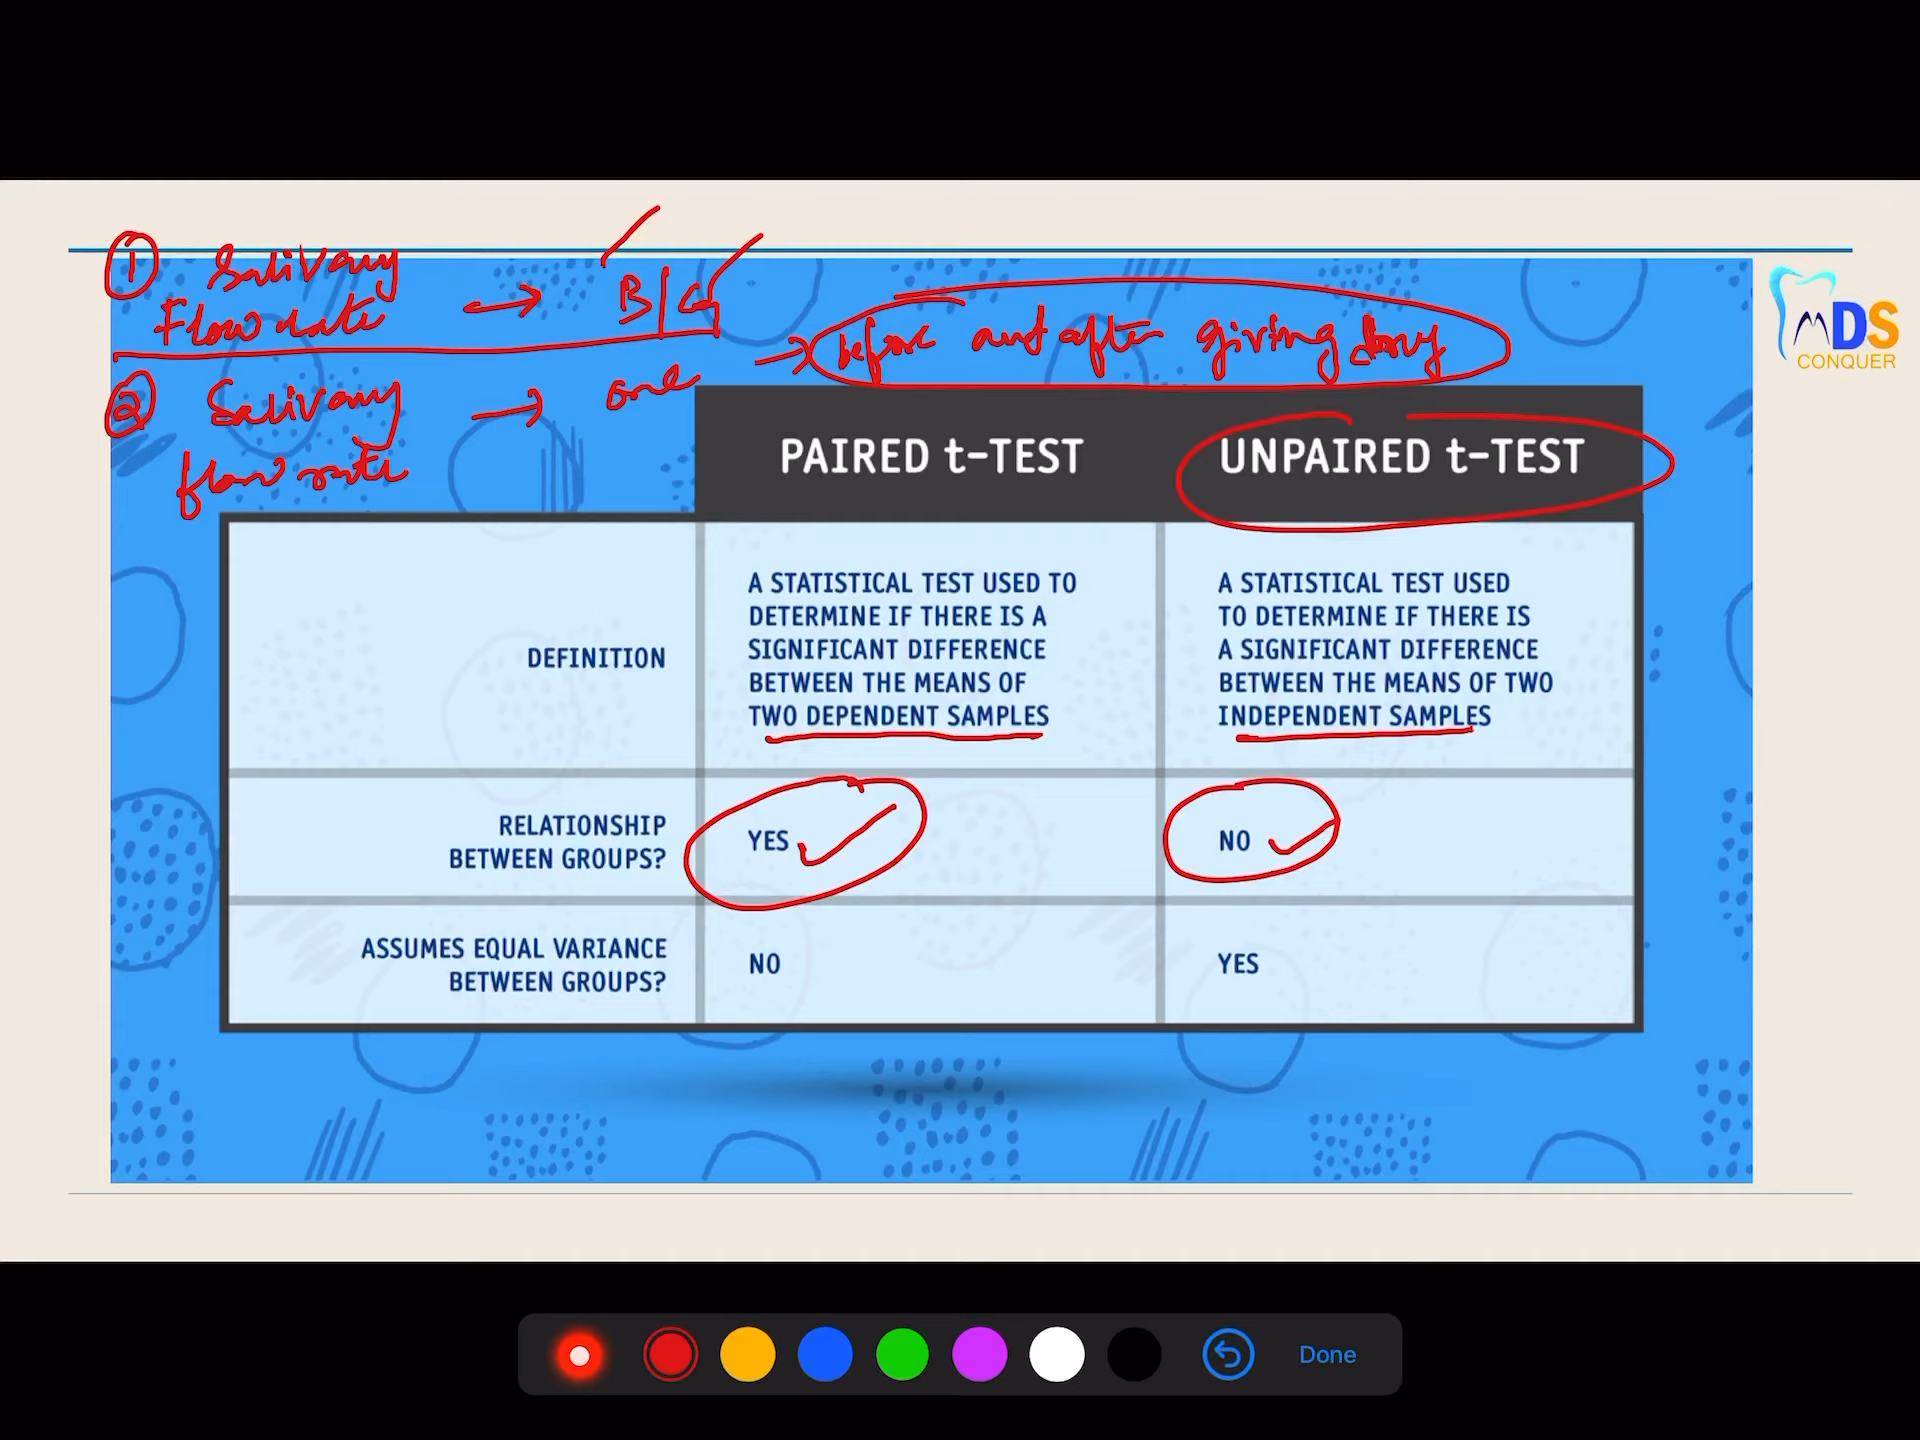 ① Salivary
Flow rate → B/G
② Salivary → one → before and after giving drug
flow rate
MDS
CONQUER
PAIRED t-TEST UNPAIRED t-TEST
DEFINITION
A STATISTICAL TEST USED TO
DETERMINE IF THERE IS A
SIGNIFICANT DIFFERENCE
BETWEEN THE MEANS OF
TWO DEPENDENT SAMPLES
A STATISTICAL TEST USED
TO DETERMINE IF THERE IS
A SIGNIFICANT DIFFERENCE
BETWEEN THE MEANS OF TWO
INDEPENDENT SAMPLES
RELATIONSHIP
BETWEEN GROUPS?
YES
NO
ASSUMES EQUAL VARIANCE
BETWEEN GROUPS?
NO
YES
Done